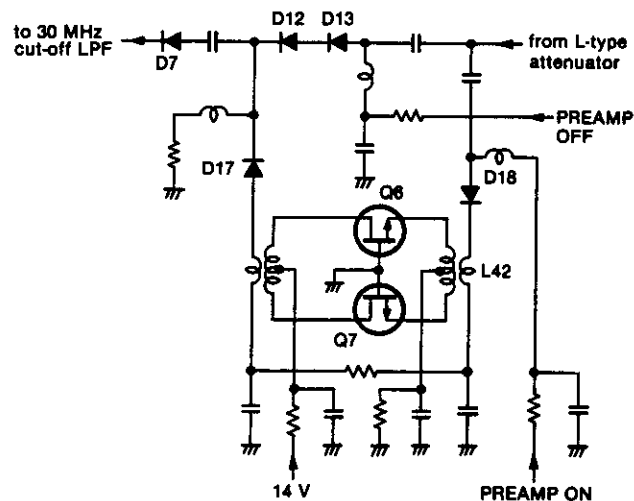 to 30 MHz
cut-off LPF
D7
D12
D13
from L-type
attenuator
PREAMP
OFF
D17
D18
Q6
L42
Q7
14 V
PREAMP ON